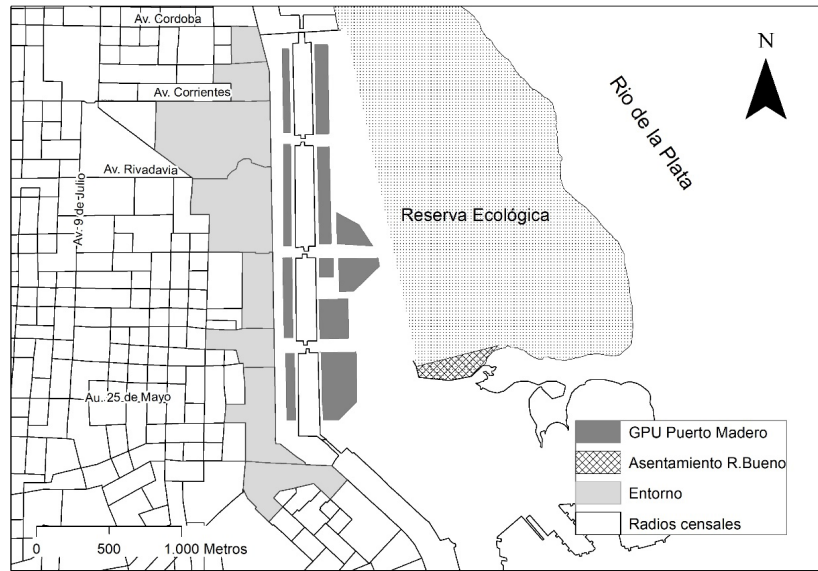 Av. Cordoba
N
Av. Corrientes
Rio de la Plata
Av. Rivadavia
Av. 9 de Julio
Reserva Ecológica
Au. 25 de Mayo
GPU Puerto Madero
Asentamiento R.Bueno
Entorno
Radios censales
0 500 1.000 Metros